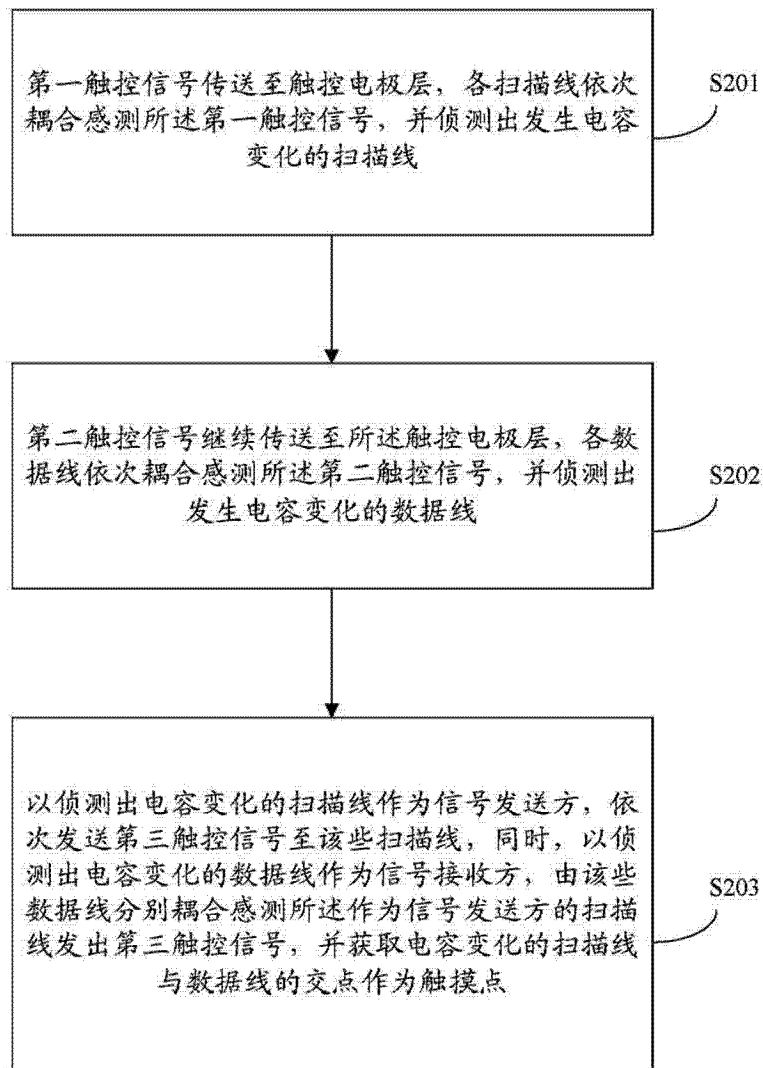 第一触控信号传送至触控电极层，各扫描线依次
耦合感测所述第一触控信号，并侦测出发生电容
变化的扫描线
S201
第二触控信号继续传送至所述触控电极层，各数
据线依次耦合感测所述第二触控信号，并侦测出
发生电容变化的数据线
S202
以侦测出电容变化的扫描线作为信号发送方，依
次发送第三触控信号至该些扫描线，同时，以侦
测出电容变化的数据线作为信号接收方，由该些
数据线分别耦合感测所述作为信号发送方的扫描
线发出第三触控信号，并获取电容变化的扫描线
与数据线的交点作为触摸点
S203